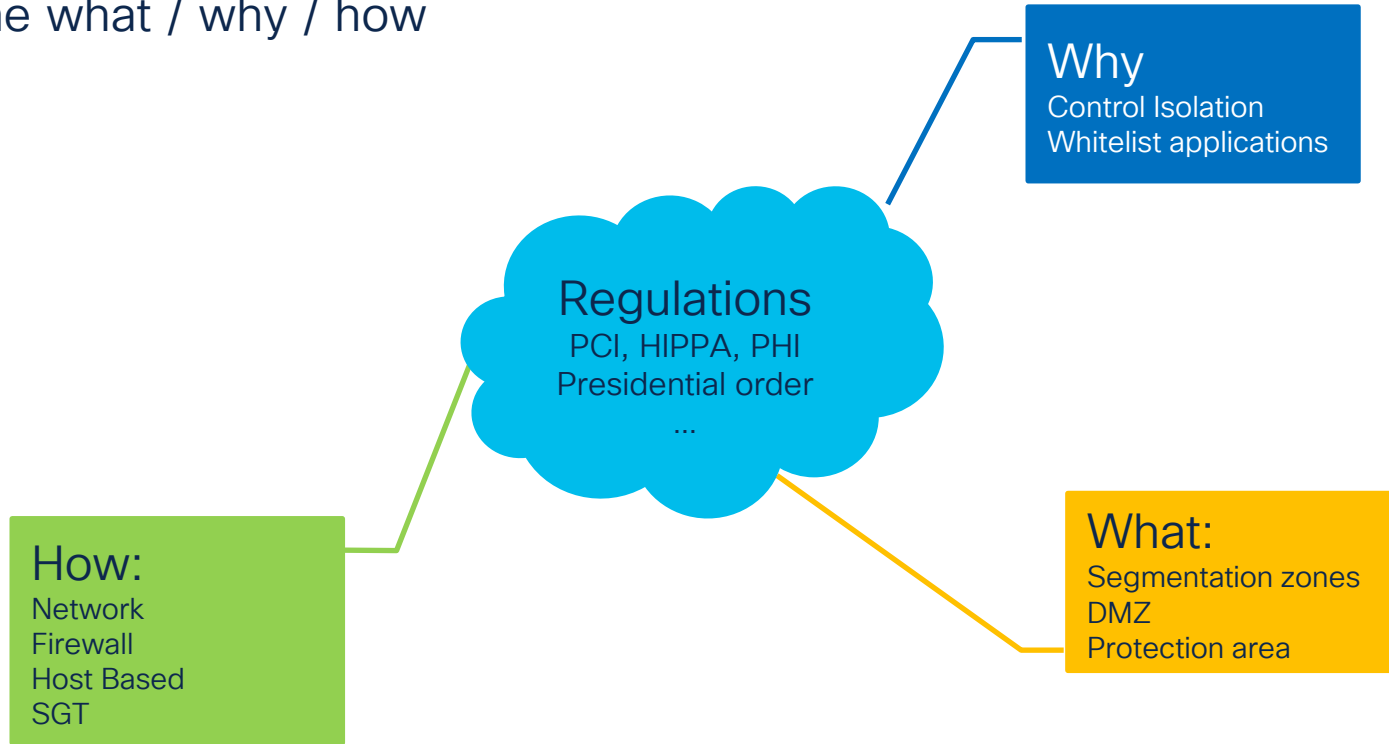 ne what / why / how
Why
Control Isolation
Whitelist applications
Regulations
PCI, HIPPA, PHI
Presidential order
...
How:
Network
Firewall
Host Based
SGT
What:
Segmentation zones
DMZ
Protection area